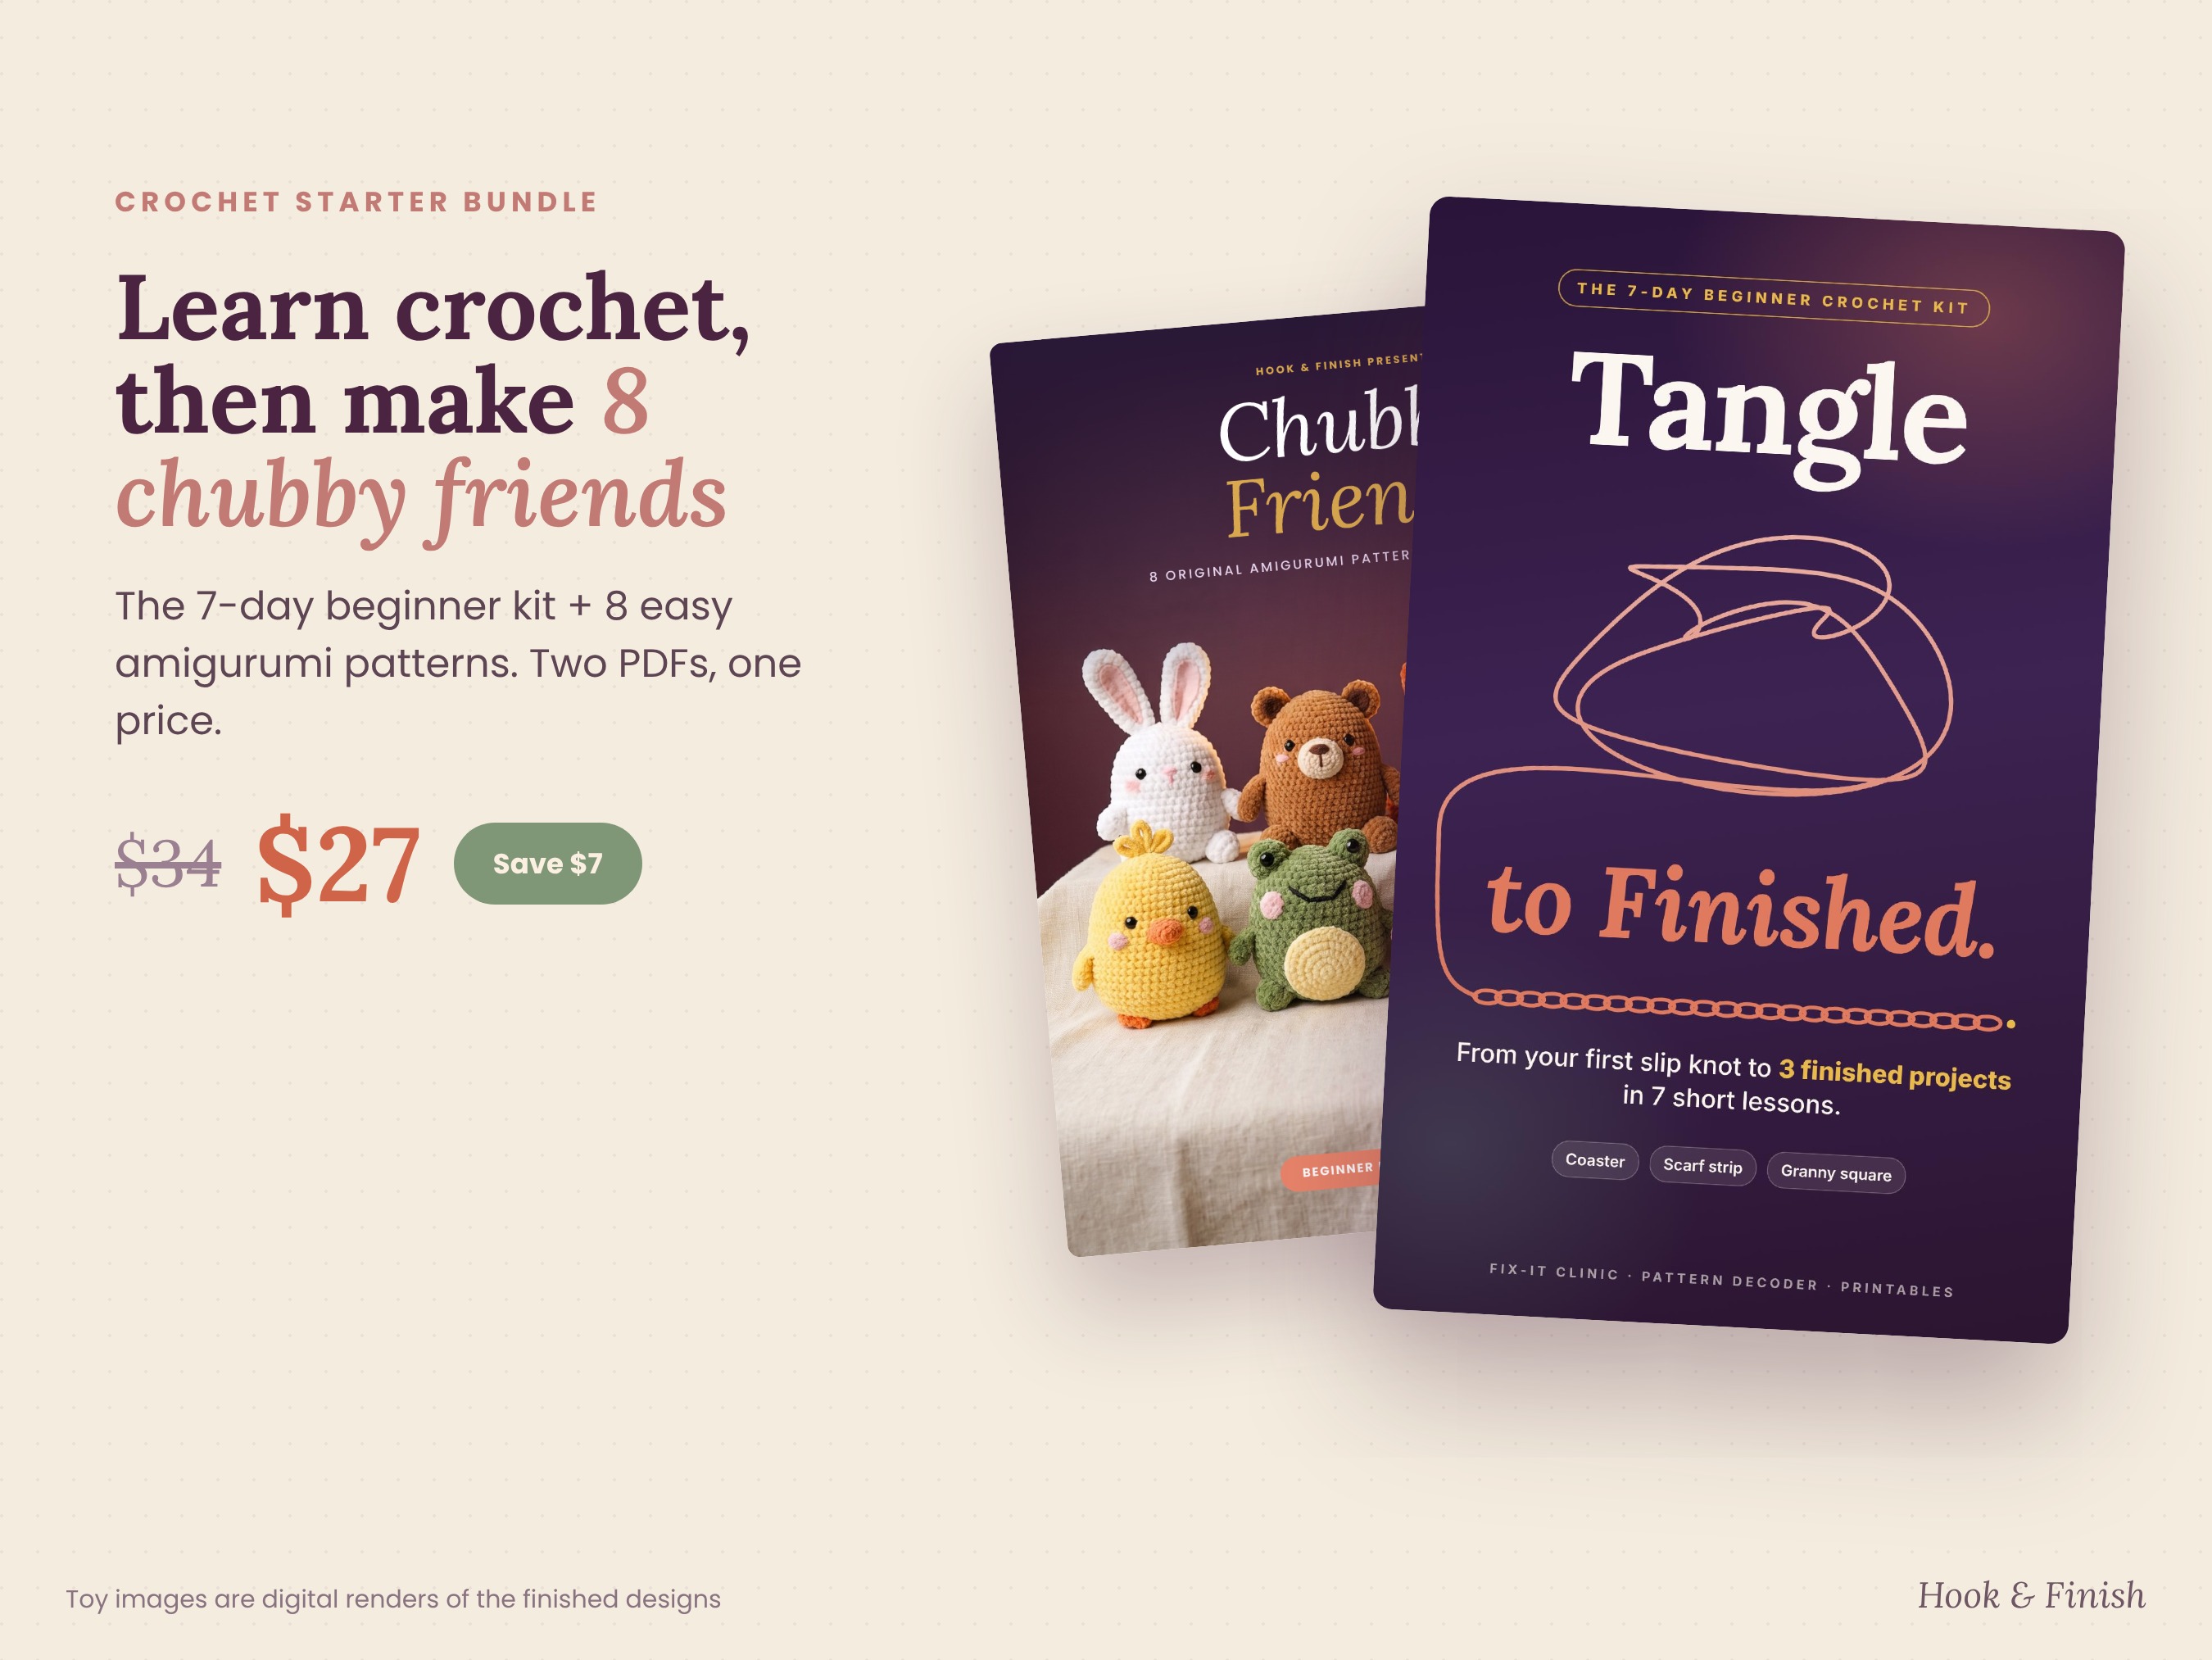 CROCHET STARTER BUNDLE
Learn crochet,
then make 8
chubby friends
The 7-day beginner kit + 8 easy
amigurumi patterns. Two PDFs, one
price.
$34 $27 Save $7
HOOK & FINISH PRESENT
Chubb
Frien
8 ORIGINAL AMIGURUMI PATTER
BEGINNER
THE 7-DAY BEGINNER CROCHET KIT
Tangle
to Finished.
From your first slip knot to 3 finished projects
in 7 short lessons.
Coaster Scarf strip Granny square
FIX-IT CLINIC · PATTERN DECODER · PRINTABLES
Toy images are digital renders of the finished designs
Hook & Finish